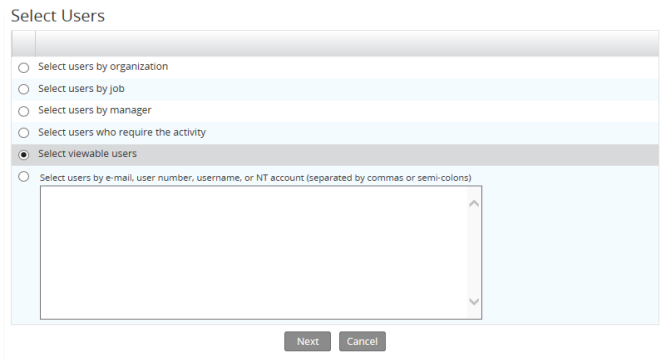 Select Users
Select users by organization
Select users by job
Select users by manager
Select users who require the activity
Select viewable users
Select users by e-mail, user number, username, or NT account (separated by commas or semi-colons)
Next Cancel